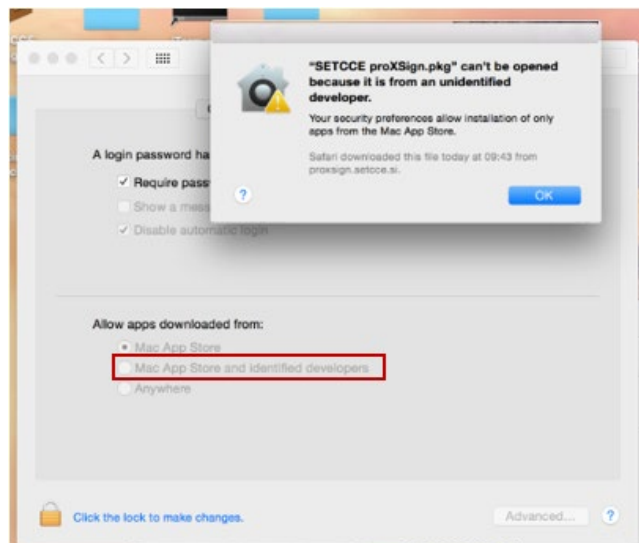 "SETCCE proXSign.pkg" can't be opened
because it is from an unidentified
developer.
Your security preferences allow installation of only
apps from the Mac App Store.
Safari downloaded this file today at 09:43 from
proxsign.setcce.si.
?
OK
A login password ha
Require pass
Show a mess
Disable automatic login
Allow apps downloaded from:
Mac App Store
Mac App Store and identified developers
Anywhere
Click the lock to make changes.
Advanced...
?